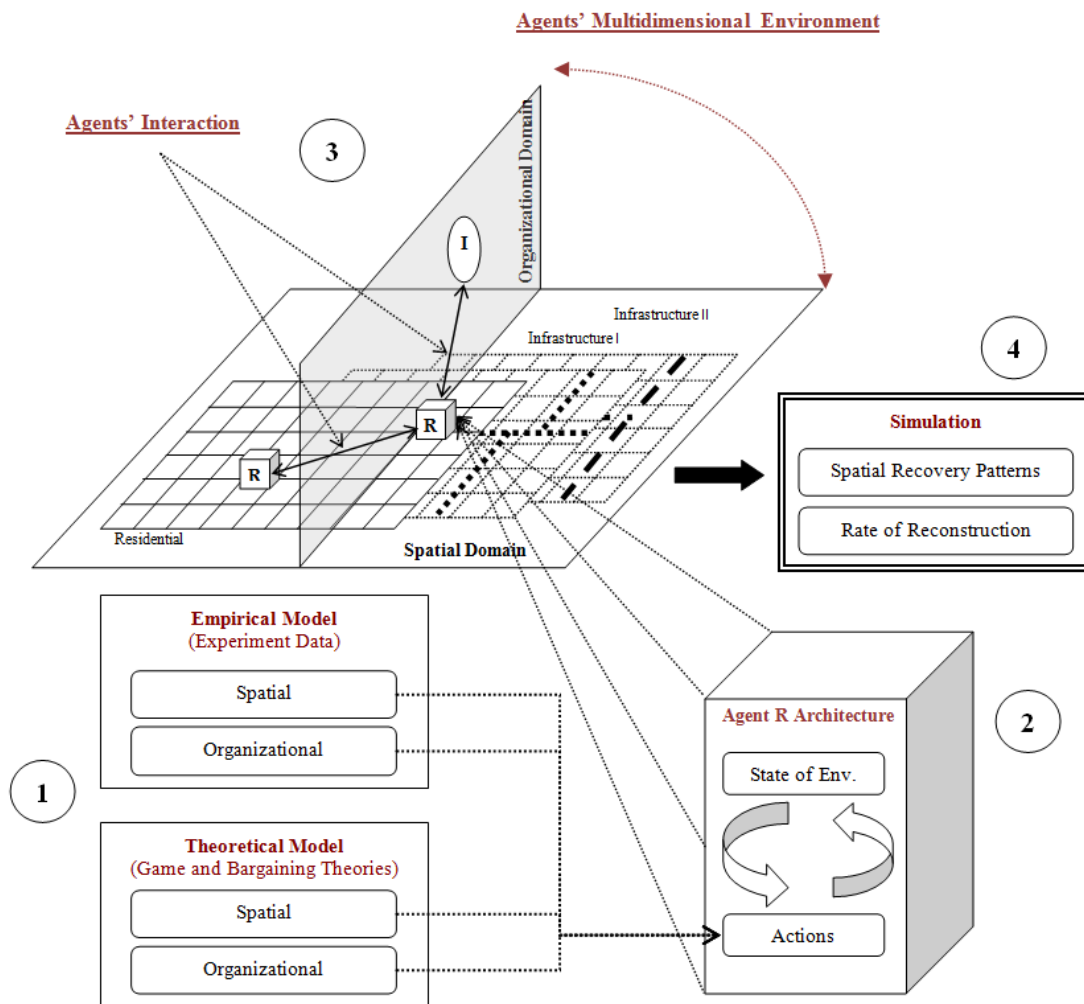 Agents’ Multidimensional Environment
Agents’ Interaction
3
Organizational Domain
I
Infrastructure II
Infrastructure I
4
R
R
Simulation
Spatial Recovery Patterns
Rate of Reconstruction
Residential
Spatial Domain
Empirical Model
(Experiment Data)
Spatial
Organizational
2
Agent R Architecture
State of Env.
Actions
1
Theoretical Model
(Game and Bargaining Theories)
Spatial
Organizational